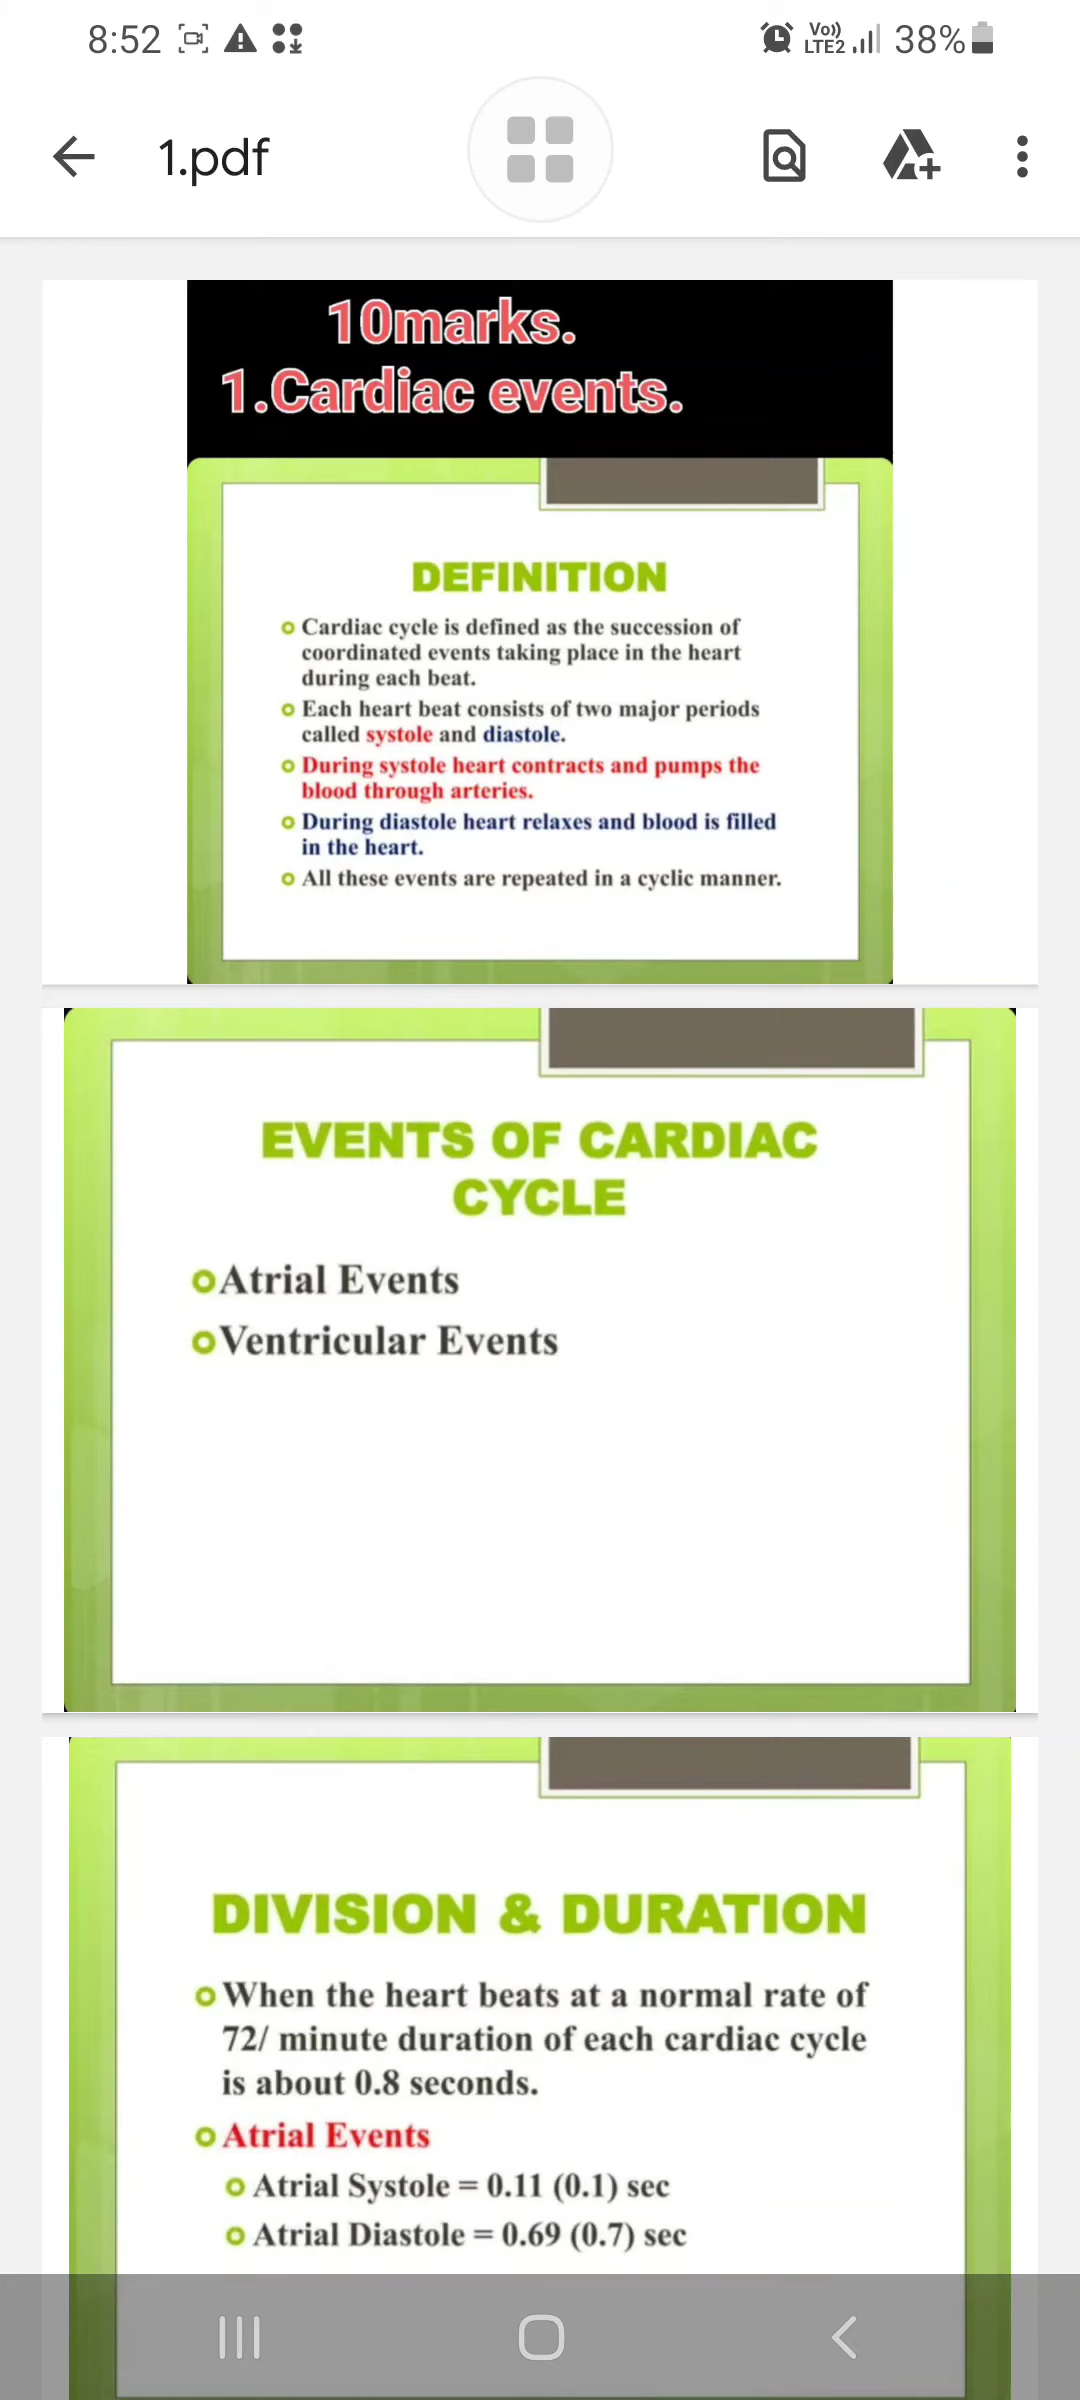 8:52
Vo))
LTE2
38%
1.pdf
10marks.
1.Cardiac events.
DEFINITION
Cardiac cycle is defined as the succession of
coordinated events taking place in the heart
during each beat.
Each heart beat consists of two major periods
called systole and diastole.
During systole heart contracts and pumps the
blood through arteries.
During diastole heart relaxes and blood is filled
in the heart.
All these events are repeated in a cyclic manner.
EVENTS OF CARDIAC
CYCLE
Atrial Events
Ventricular Events
DIVISION & DURATION
When the heart beats at a normal rate of
72/ minute duration of each cardiac cycle
is about 0.8 seconds.
Atrial Events
Atrial Systole = 0.11 (0.1) sec
Atrial Diastole = 0.69 (0.7) sec